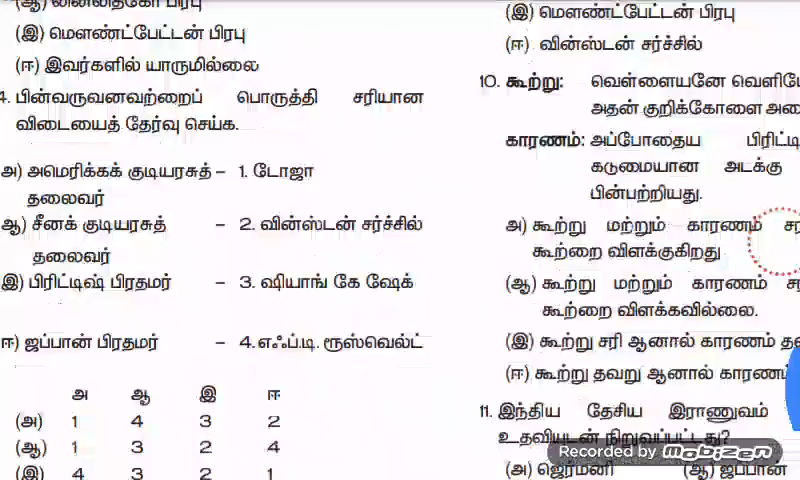 (ஆ) லின்லித்கோ பிரபு
(இ) மௌண்ட்பேட்டன் பிரபு
(ஈ) இவர்களில் யாருமில்லை
4. பின்வருவனவற்றைப் பொருத்தி சரியான
விடையைத் தேர்வு செய்க.
அ) அமெரிக்கக் குடியரசுத் – 1. டோஜா
தலைவர்
ஆ) சீனக் குடியரசுத் – 2. வின்ஸ்டன் சர்ச்சில்
தலைவர்
இ) பிரிட்டிஷ் பிரதமர் – 3. ஷியாங் கே ஷேக்
ஈ) ஜப்பான் பிரதமர் – 4. எஃப்.டி. ரூஸ்வெல்ட்
அ ஆ இ ஈ
(அ) 1 4 3 2
(ஆ) 1 3 2 4
(இ) 4 3 2 1
(இ) மௌண்ட்பேட்டன் பிரபு
(ஈ) வின்ஸ்டன் சர்ச்சில்
10. கூற்று: வெள்ளையனே
அதன் குறிக்கோளை
காரணம்: அப்போதைய
கடுமையான அடக்கு
பின்பற்றியது.
அ) கூற்று மற்றும் காரணம்
கூற்றை விளக்குகிறது
(ஆ) கூற்று மற்றும் காரணம்
கூற்றை விளக்கவில்லை.
(இ) கூற்று சரி ஆனால் காரணம்
(ஈ) கூற்று தவறு ஆனால் காரணம்
11. இந்திய தேசிய இராணுவம்
உதவியுடன் நிறுவப்பட்டது?
(அ) ஜெர்மனி (ஆ) ஜப்பான்
Recorded by Mobizen